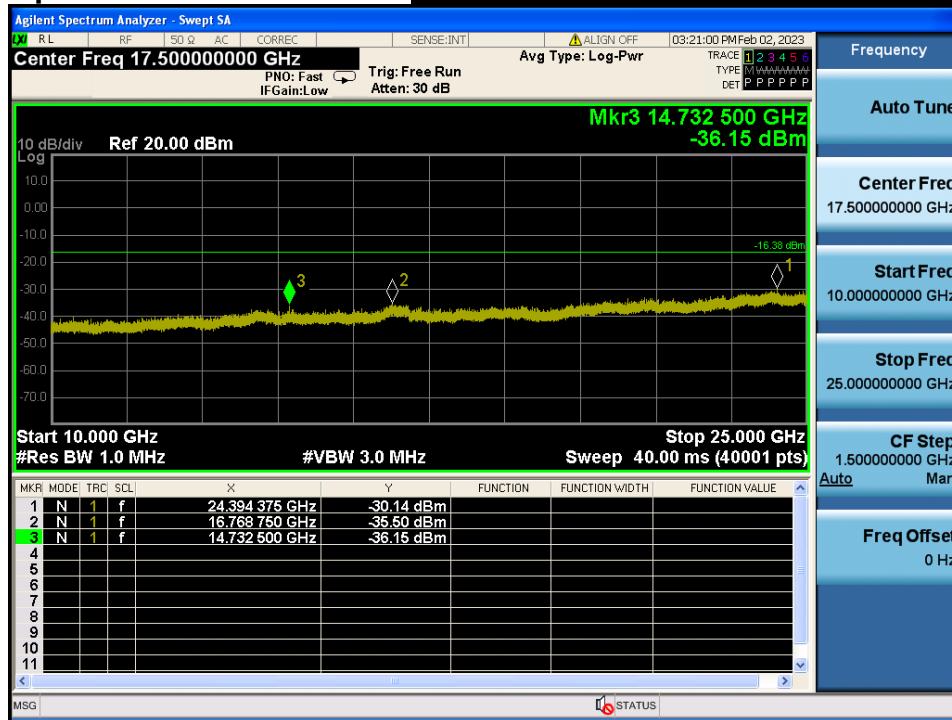 Agilent Spectrum Analyzer - Swept SA
LXI RL RF 50 Ω AC CORREC SENSE:INT ALIGN OFF 03:21:00 PM Feb 02, 2023
Center Freq 17.500000000 GHz
PNO: Fast
IFGain:Low
Trig: Free Run
Atten: 30 dB
Avg Type: Log-Pwr
TRACE 1 2 3 4 5 6
TYPE M W W W W W
DET P P P P P P
Mkr3 14.732 500 GHz
-36.15 dBm
10 dB/div Ref 20.00 dBm
Log
10.0
0.00
-10.0
-16.38 dBm
-20.0
1
3
2
-30.0
-40.0
-50.0
-60.0
-70.0
Start 10.000 GHz Stop 25.000 GHz
#Res BW 1.0 MHz #VBW 3.0 MHz Sweep 40.00 ms (40001 pts)
MKR MODE TRC SCL X Y FUNCTION FUNCTION WIDTH FUNCTION VALUE
1 N 1 f 24.394 375 GHz -30.14 dBm
2 N 1 f 16.768 750 GHz -35.50 dBm
3 N 1 f 14.732 500 GHz -36.15 dBm
4
5
6
7
8
9
10
11
MSG STATUS
Frequency
Auto Tune
Center Freq
17.500000000 GHz
Start Freq
10.000000000 GHz
Stop Freq
25.000000000 GHz
CF Step
1.500000000 GHz
Auto Man
Freq Offset
0 Hz